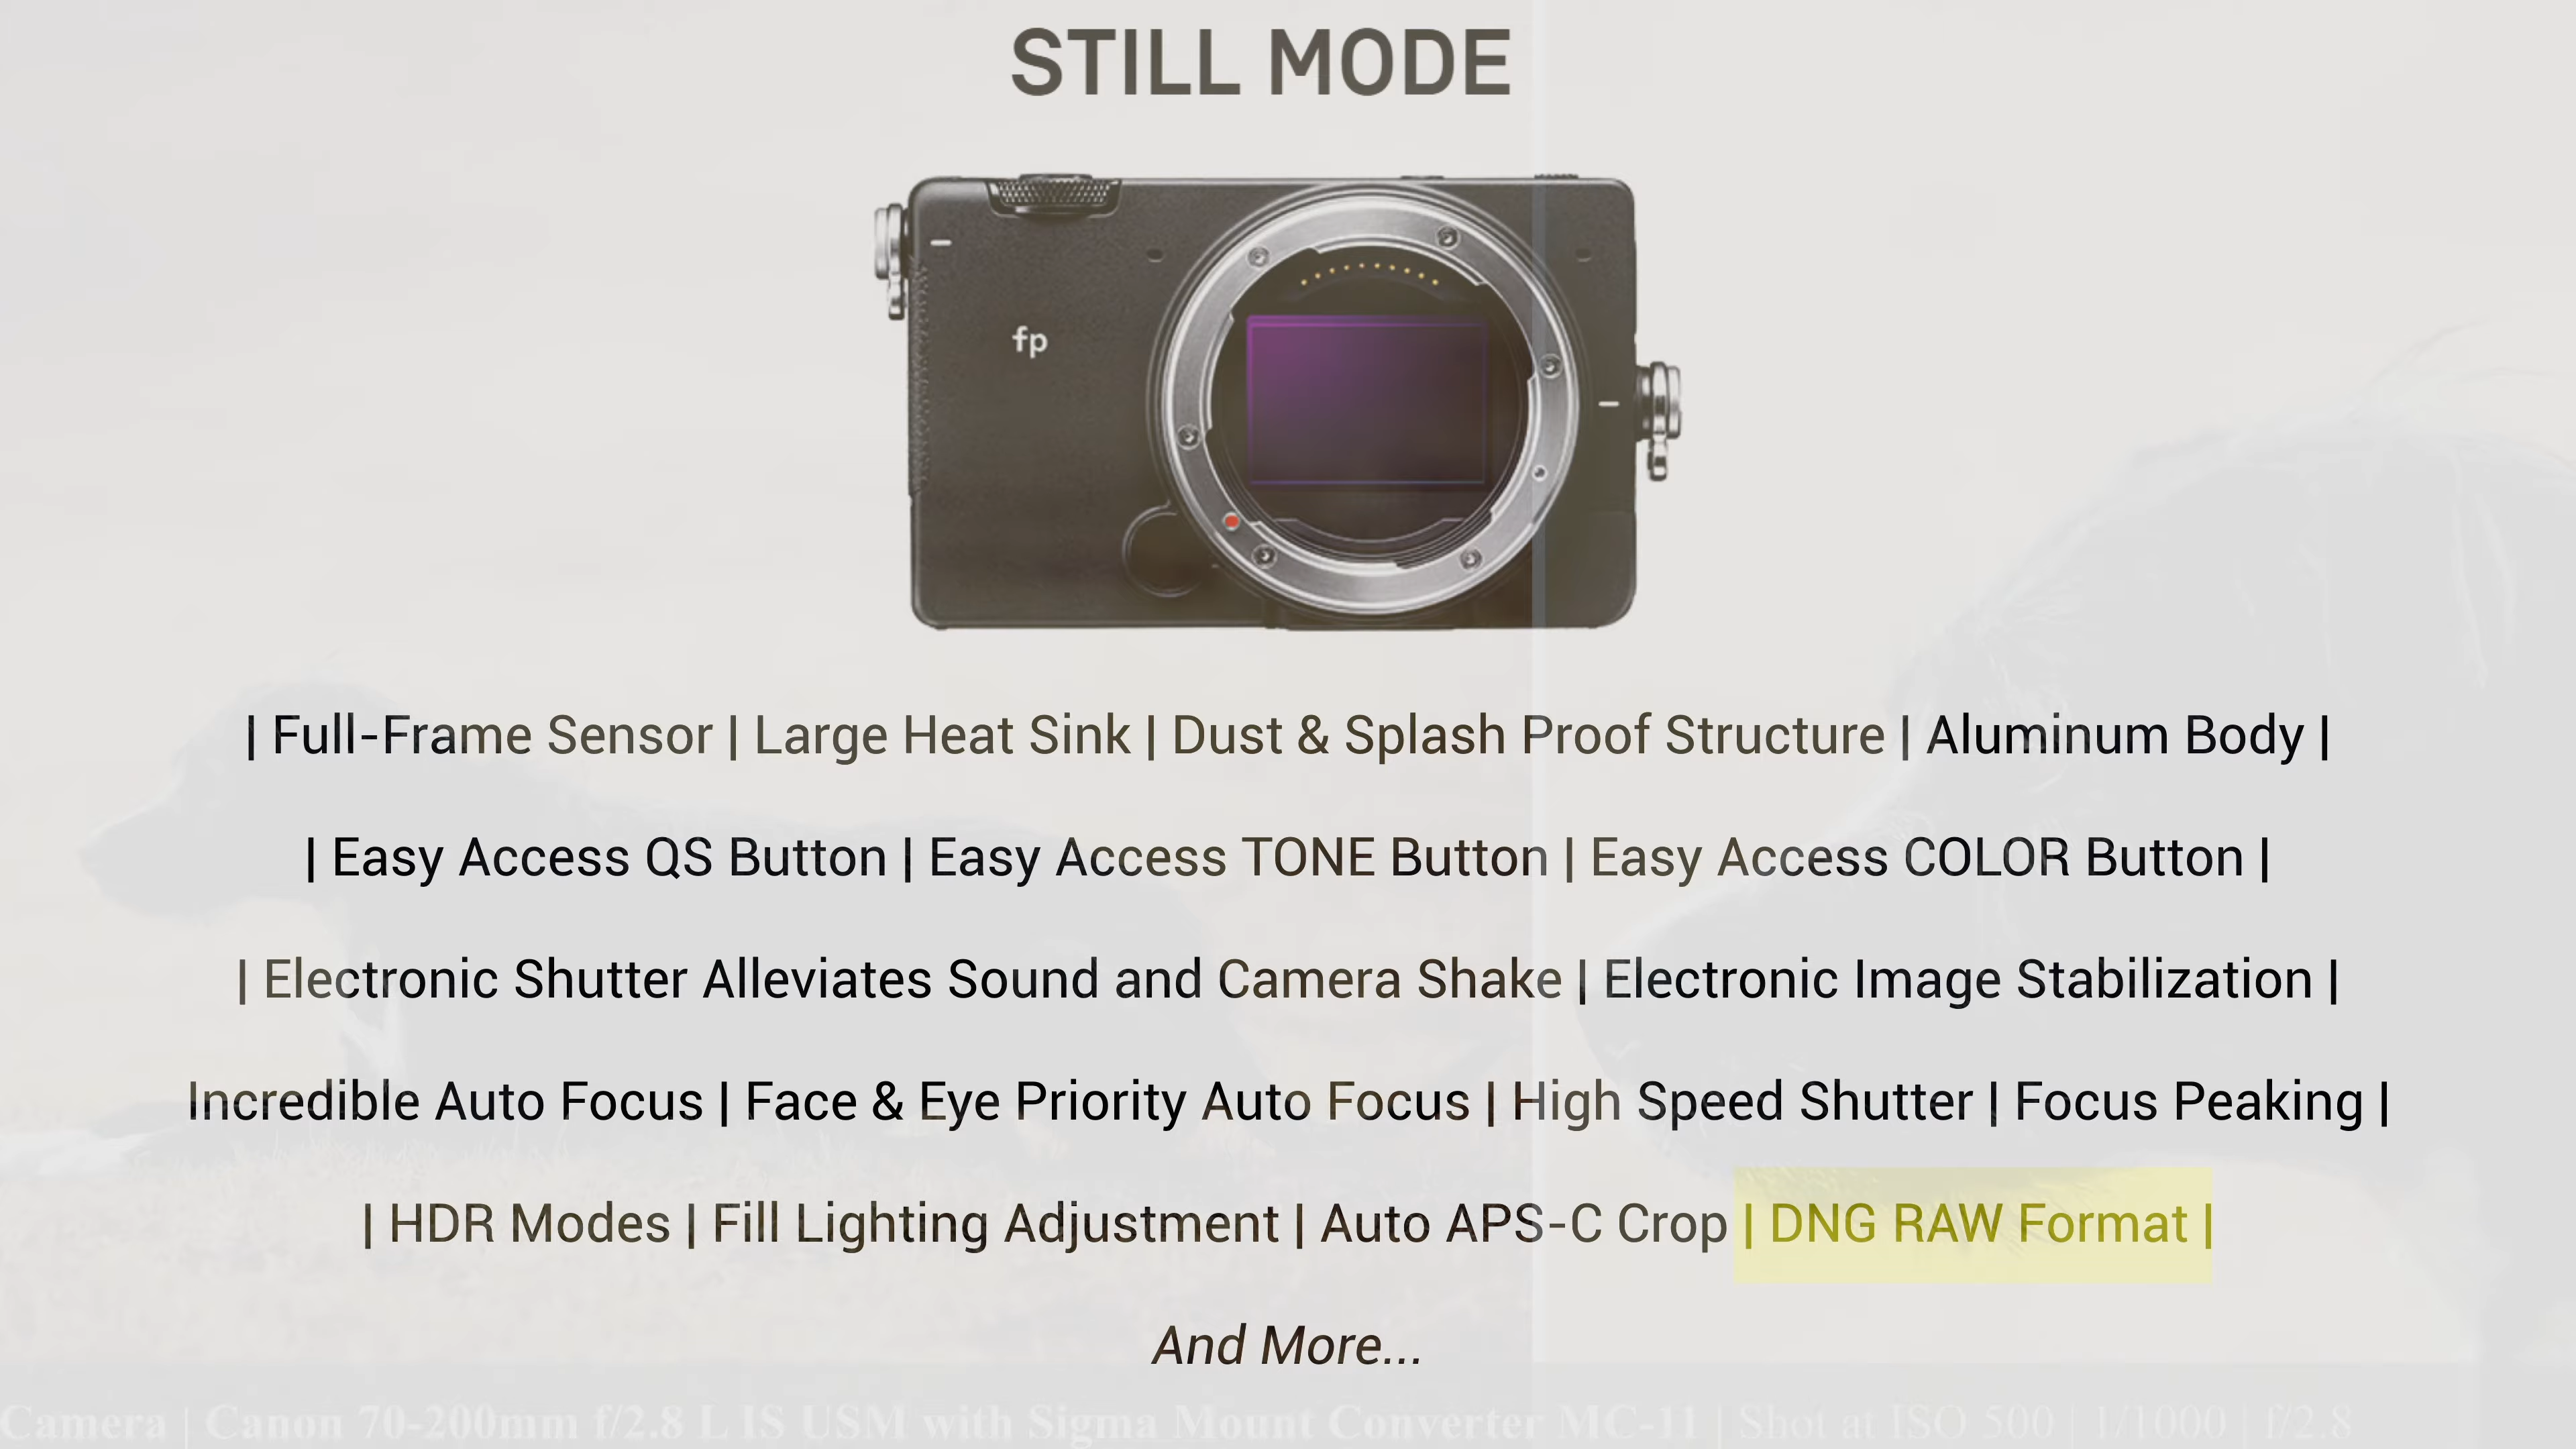 STILL MODE
fp
| Full-Frame Sensor | Large Heat Sink | Dust & Splash Proof Structure | Aluminum Body |
| Easy Access QS Button | Easy Access TONE Button | Easy Access COLOR Button |
| Electronic Shutter Alleviates Sound and Camera Shake | Electronic Image Stabilization |
Incredible Auto Focus | Face & Eye Priority Auto Focus | High Speed Shutter | Focus Peaking |
| HDR Modes | Fill Lighting Adjustment | Auto APS-C Crop | DNG RAW Format |
And More...
Camera | Canon 70-200mm f/2.8 L IS USM with Sigma Mount Converter MC-11 | Shot at ISO 500 | 1/1000 | f/2.8